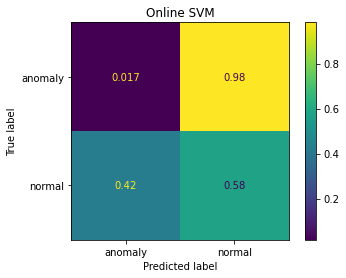 Online SVM
anomaly 0.017 0.98
normal 0.42 0.58
anomaly normal
Predicted label
True label
0.8
0.6
0.4
0.2